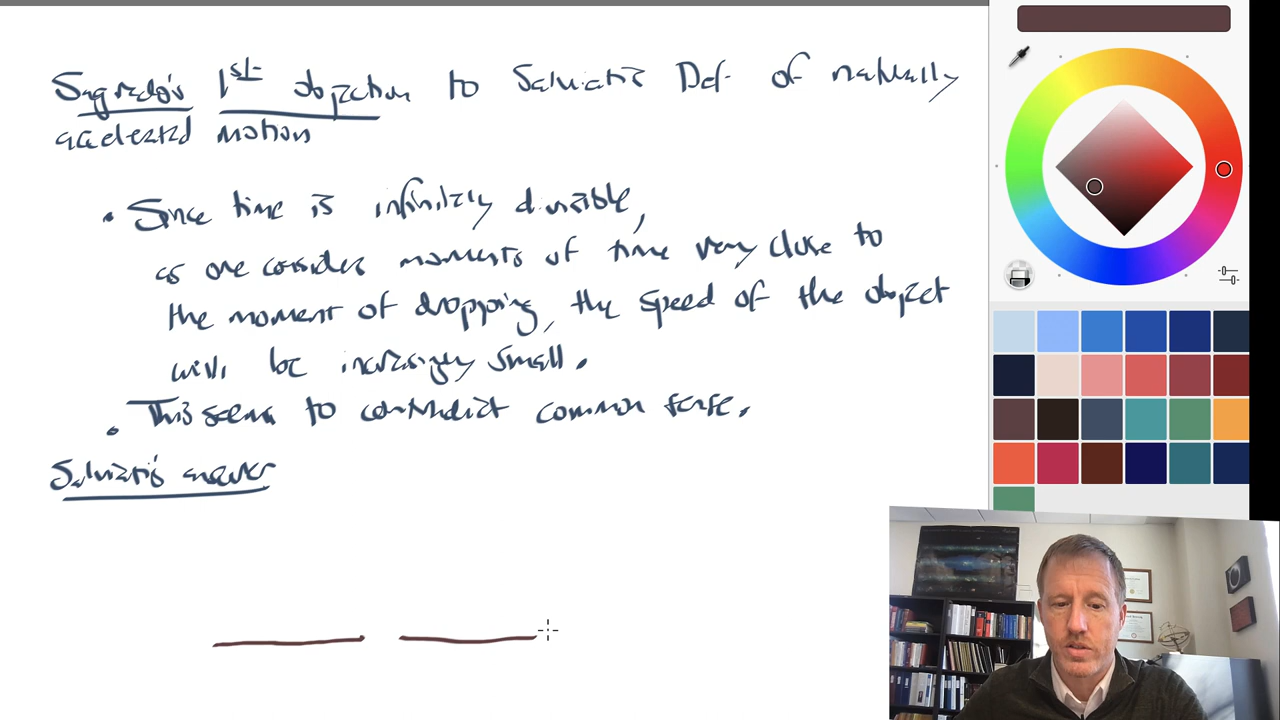 Sagredo's 1st objection to Salviati's Def of naturally
accelerated motion
• Since time is infinitely divisible,
as one considers moments of time very close to
the moment of dropping, the speed of the object
will be increasingly small.
• This seems to contradict common sense.
Salviati's answer